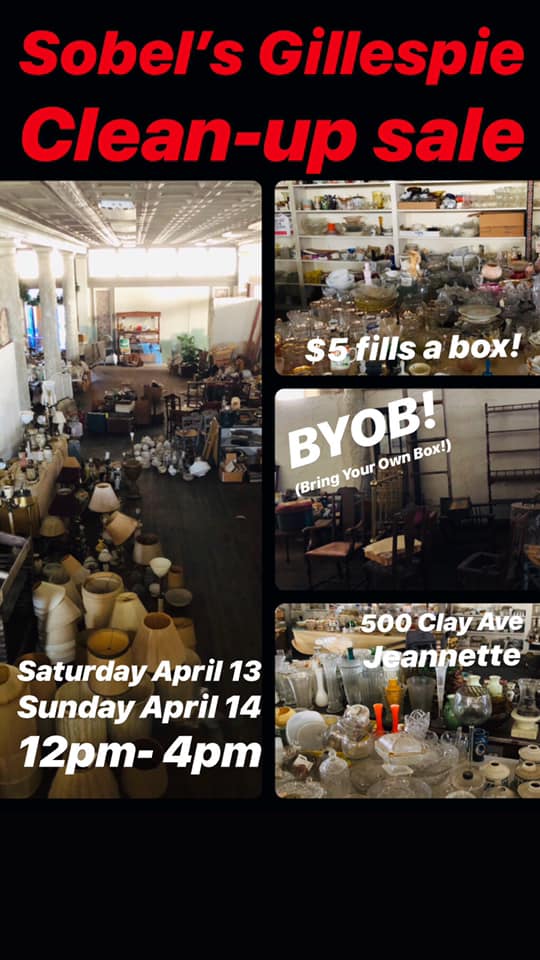 Sobel’s Gillespie
Clean-up sale
$5 fills a box!
BYOB!
(Bring Your Own Box!)
500 Clay Ave
Jeannette
Saturday April 13
Sunday April 14
12pm- 4pm